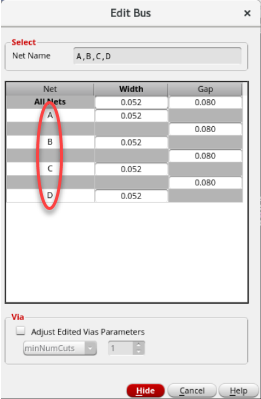 Edit Bus ×
Select
Net Name A,B,C,D
Net Width Gap
All Nets 0.052 0.080
A 0.052
0.080
B 0.052
0.080
C 0.052
0.080
D 0.052
Via
Adjust Edited Vias Parameters
minNumCuts 1
Hide Cancel Help